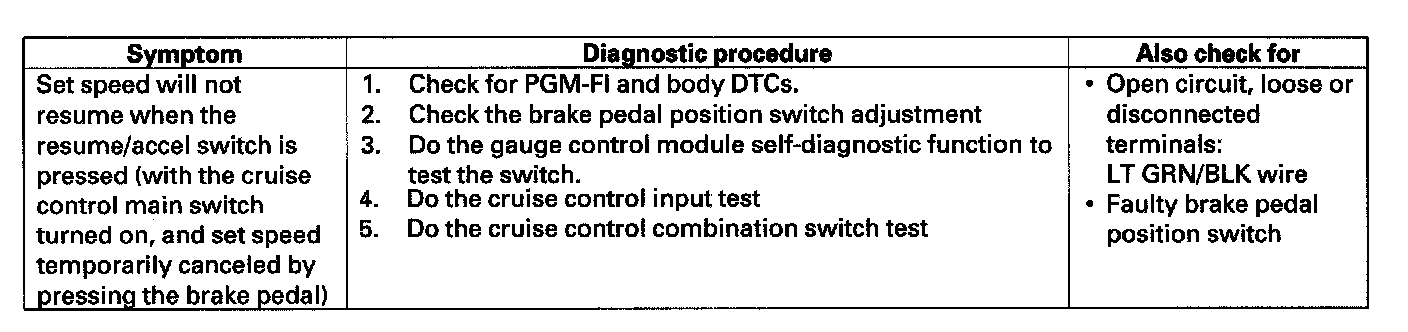 Symptom
Diagnostic procedure
Also check for
Set speed will not
resume when the
resume/accel switch is
pressed (with the cruise
control main switch
turned on, and set speed
temporarily canceled by
pressing the brake pedal)
1. Check for PGM-FI and body DTCs.
2. Check the brake pedal position switch adjustment
3. Do the gauge control module self-diagnostic function to
test the switch.
4. Do the cruise control input test
5. Do the cruise control combination switch test
• Open circuit, loose or
disconnected
terminals:
LT GRN/BLK wire
• Faulty brake pedal
position switch